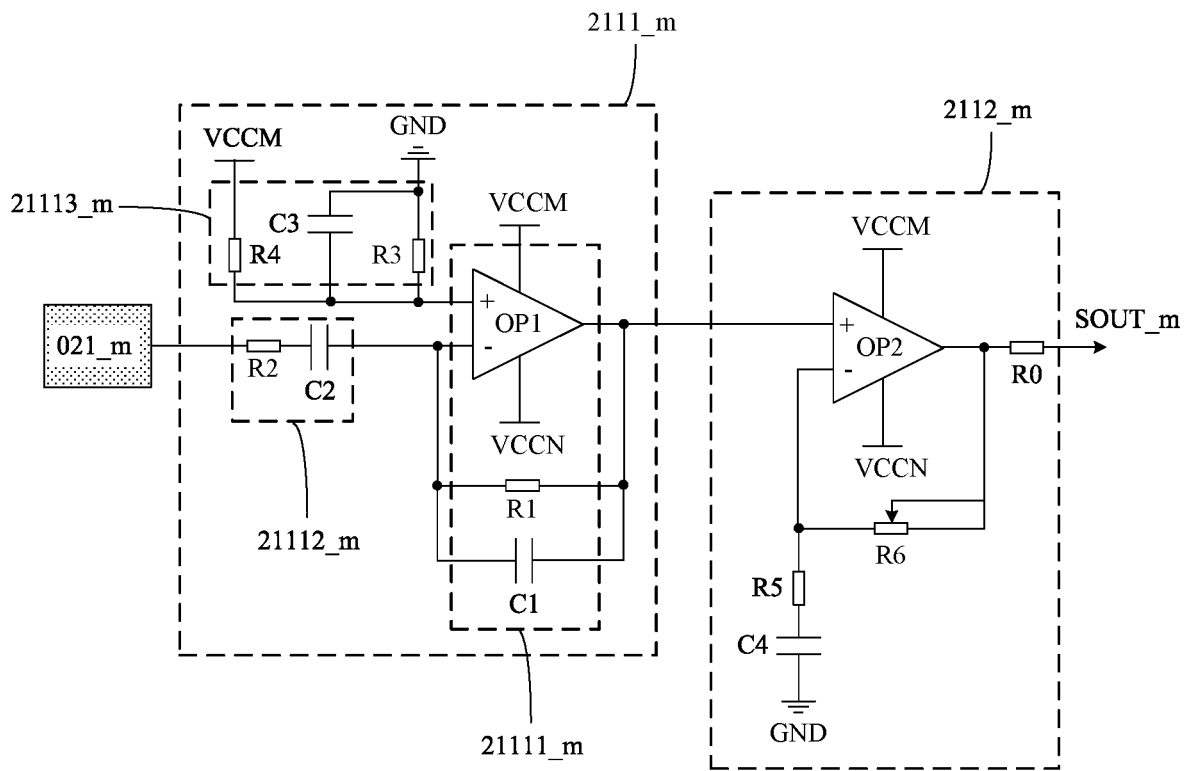 2111_m
2112_m
VCCM
GND
21113_m
C3
R4
R3
VCCM
+
OP1
-
VCCN
021_m
R2
C2
R1
C1
21112_m
21111_m
VCCM
+
OP2
-
VCCN
SOUT_m
R0
R6
R5
C4
GND